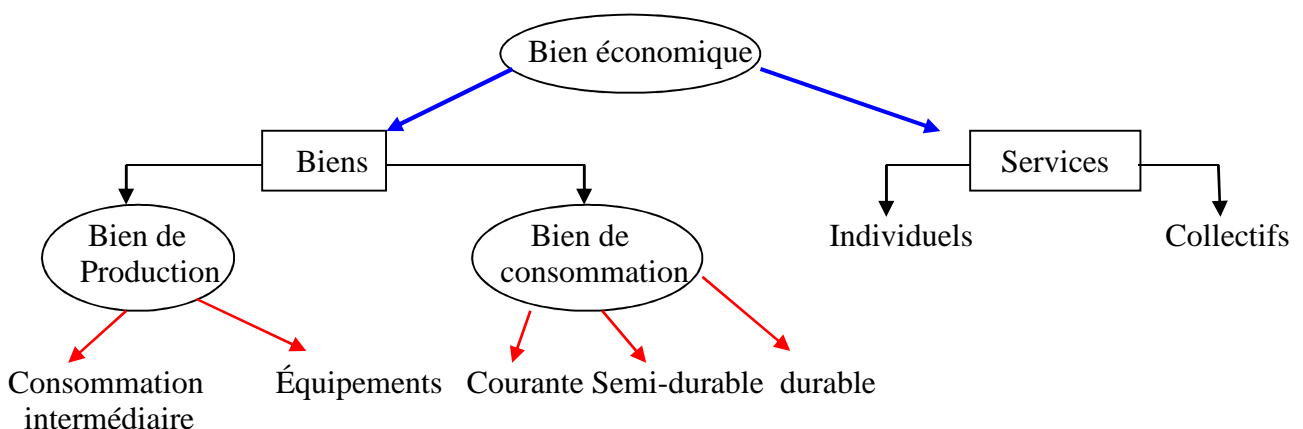 Bien économique
Biens
Services
Bien de
Production
Bien de
consommation
Individuels
Collectifs
Consommation
intermédiaire
Équipements
Courante
Semi-durable
durable